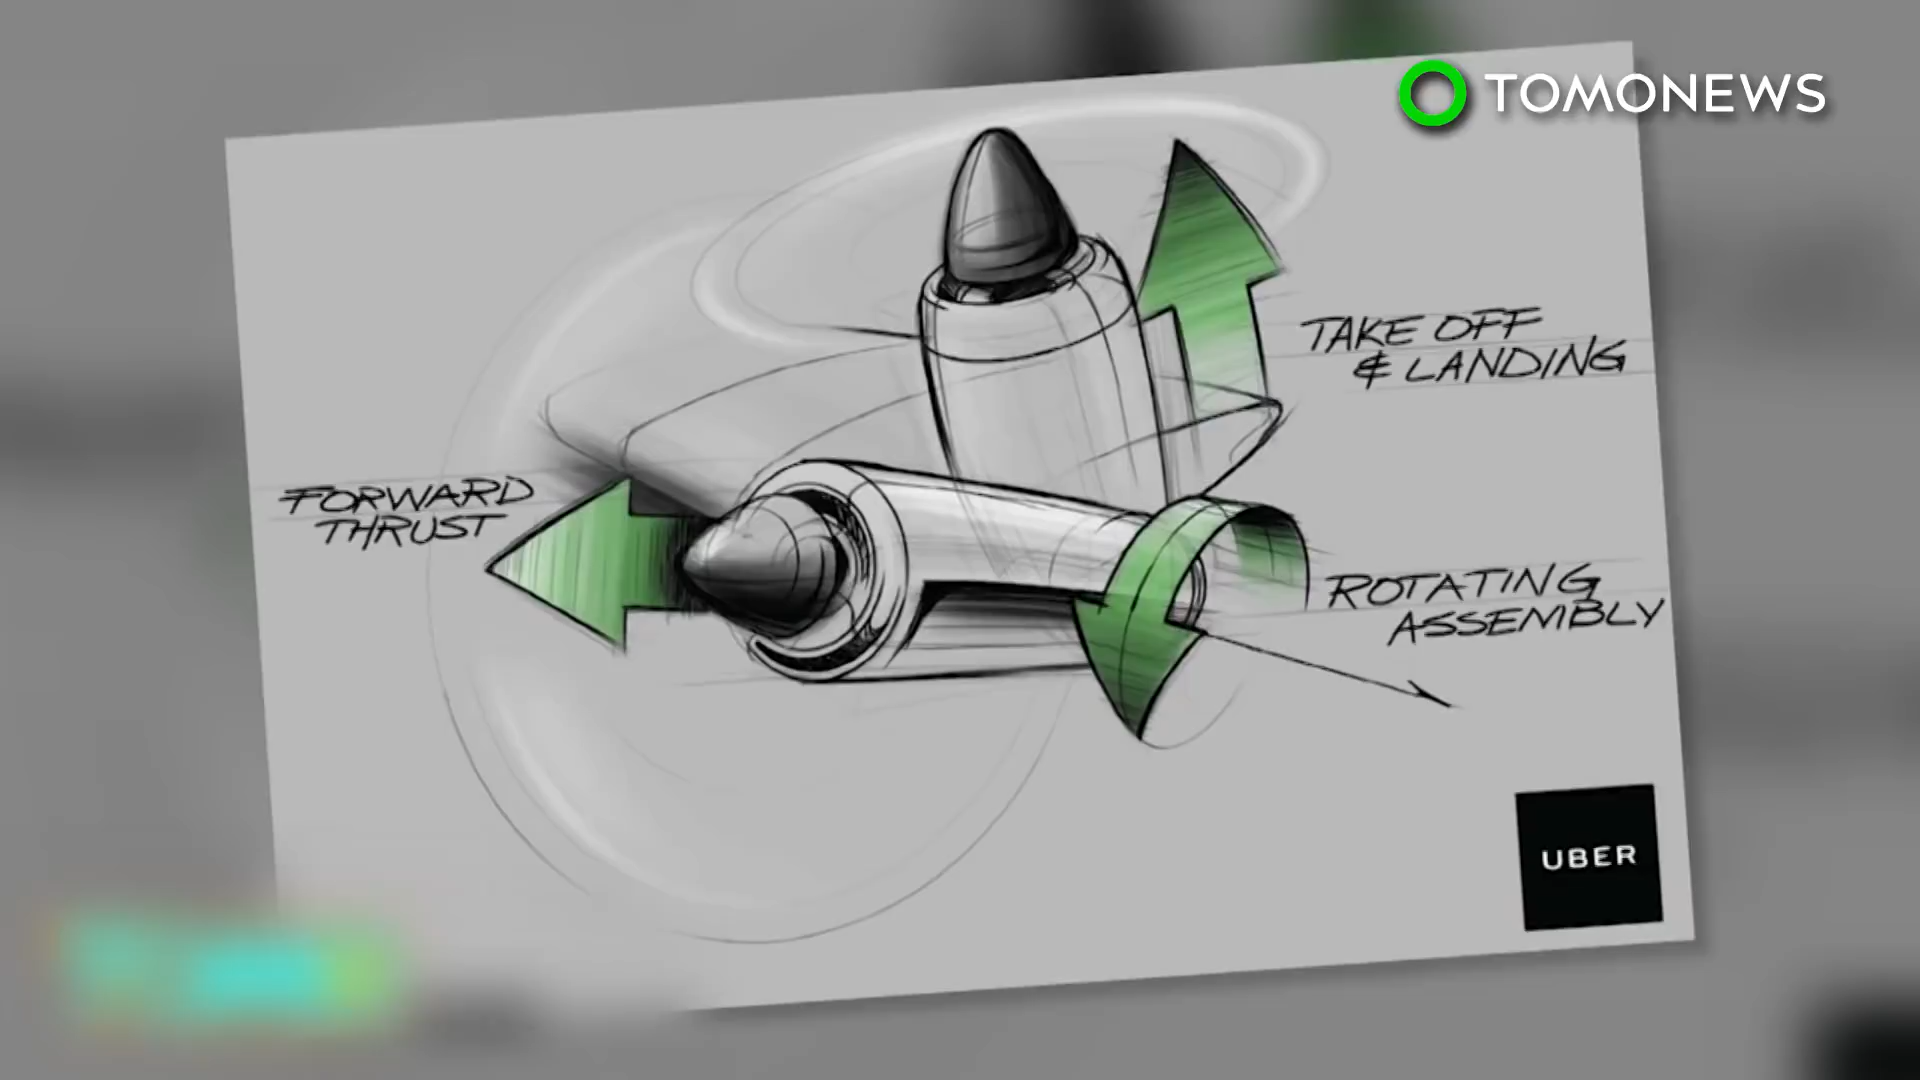 TOMONEWS
TAKE OFF
& LANDING
FORWARD
THRUST
ROTATING
ASSEMBLY
UBER